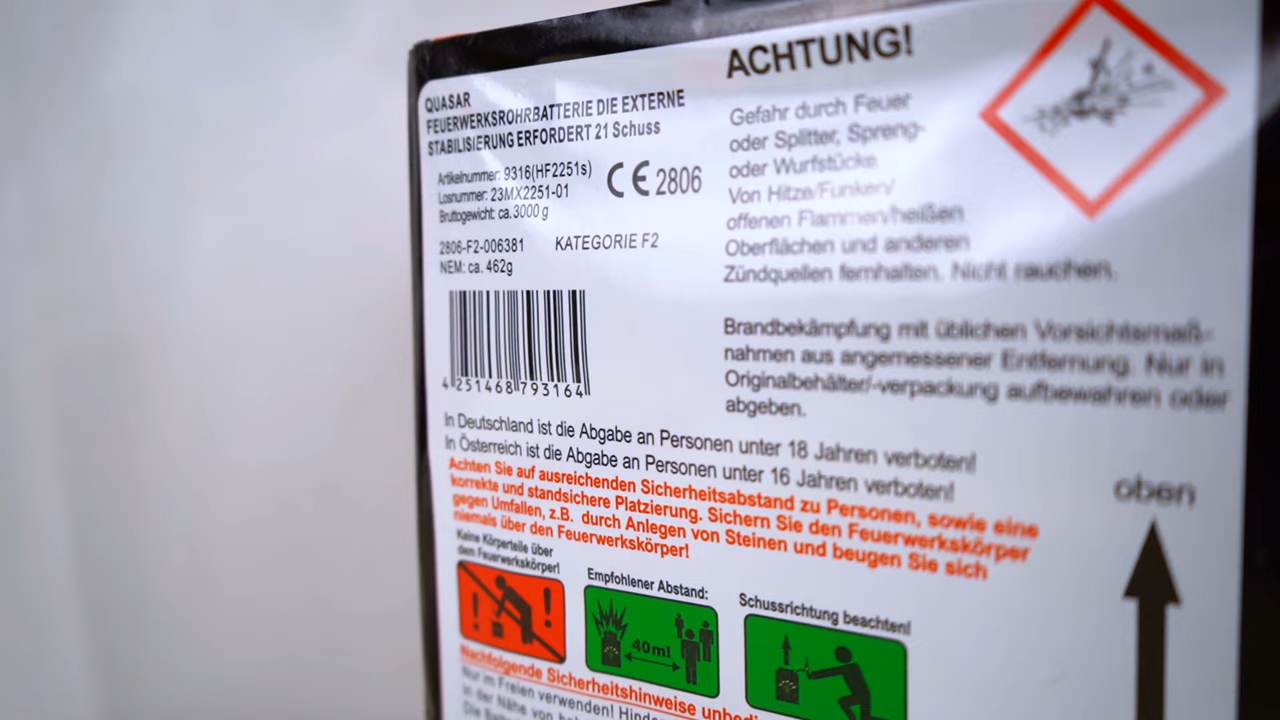 QUASAR
FEUERWERKSROHRBATTERIE DIE EXTERNE
STABILISIERUNG ERFORDERT 21 Schuss
Artikelnummer: 9316(HF2251s)
Losnummer: 23MX2251-01
Bruttogewicht: ca. 3000 g
CE 2806
2806-F2-006381 KATEGORIE F2
NEM: ca. 462g
4 251468 793164
ACHTUNG!
Gefahr durch Feuer
oder Splitter, Spreng-
oder Wurfstücke
Von Hitze/Funken/
offenen Flammen/heißen
Oberflächen und anderen
Zündquellen fernhalten. Nicht rauchen.
Brandbekämpfung mit üblichen Vorsichtsmaß-
nahmen aus angemessener Entfernung. Nur in
Originalbehälter/-verpackung aufbewahren oder
abgeben.
In Deutschland ist die Abgabe an Personen unter 18 Jahren verboten!
In Österreich ist die Abgabe an Personen unter 16 Jahren verboten!
Achten Sie auf ausreichenden Sicherheitsabstand zu Personen, sowie eine
korrekte und standsichere Platzierung. Sichern Sie den Feuerwerkskörper
gegen Umfallen, z.B. durch Anlegen von Steinen und beugen Sie sich
niemals über den Feuerwerkskörper!
oben
Keine Körperteile über
dem Feuerwerkskörper!
Empfohlener Abstand:
40m!
Schussrichtung beachten!
Nachfolgende Sicherheitshinweise
Nur im Freien verwenden!
in der Nähe von